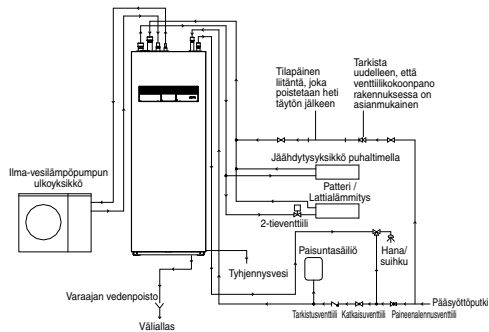 Tilapäinen
liitäntä, joka
poistetaan heti
täytön jälkeen
Tarkista
uudelleen, että
venttiilikokoonpano
rakennuksessa on
asianmukainen
Jäähdytysyksikkö puhaltimella
Patteri /
Lattialämmitys
Ilma-vesilämpöpumpun
ulkoyksikkö
2-tieventtiili
Paisuntasäiliö
Hana/
suihku
Tyhjennysvesi
Varaajan vedenpoisto
Väliallas
Pääsyöttöputki
Tarkistusventtiili
Katkaisuventtiili
Paineenalennusventtiili